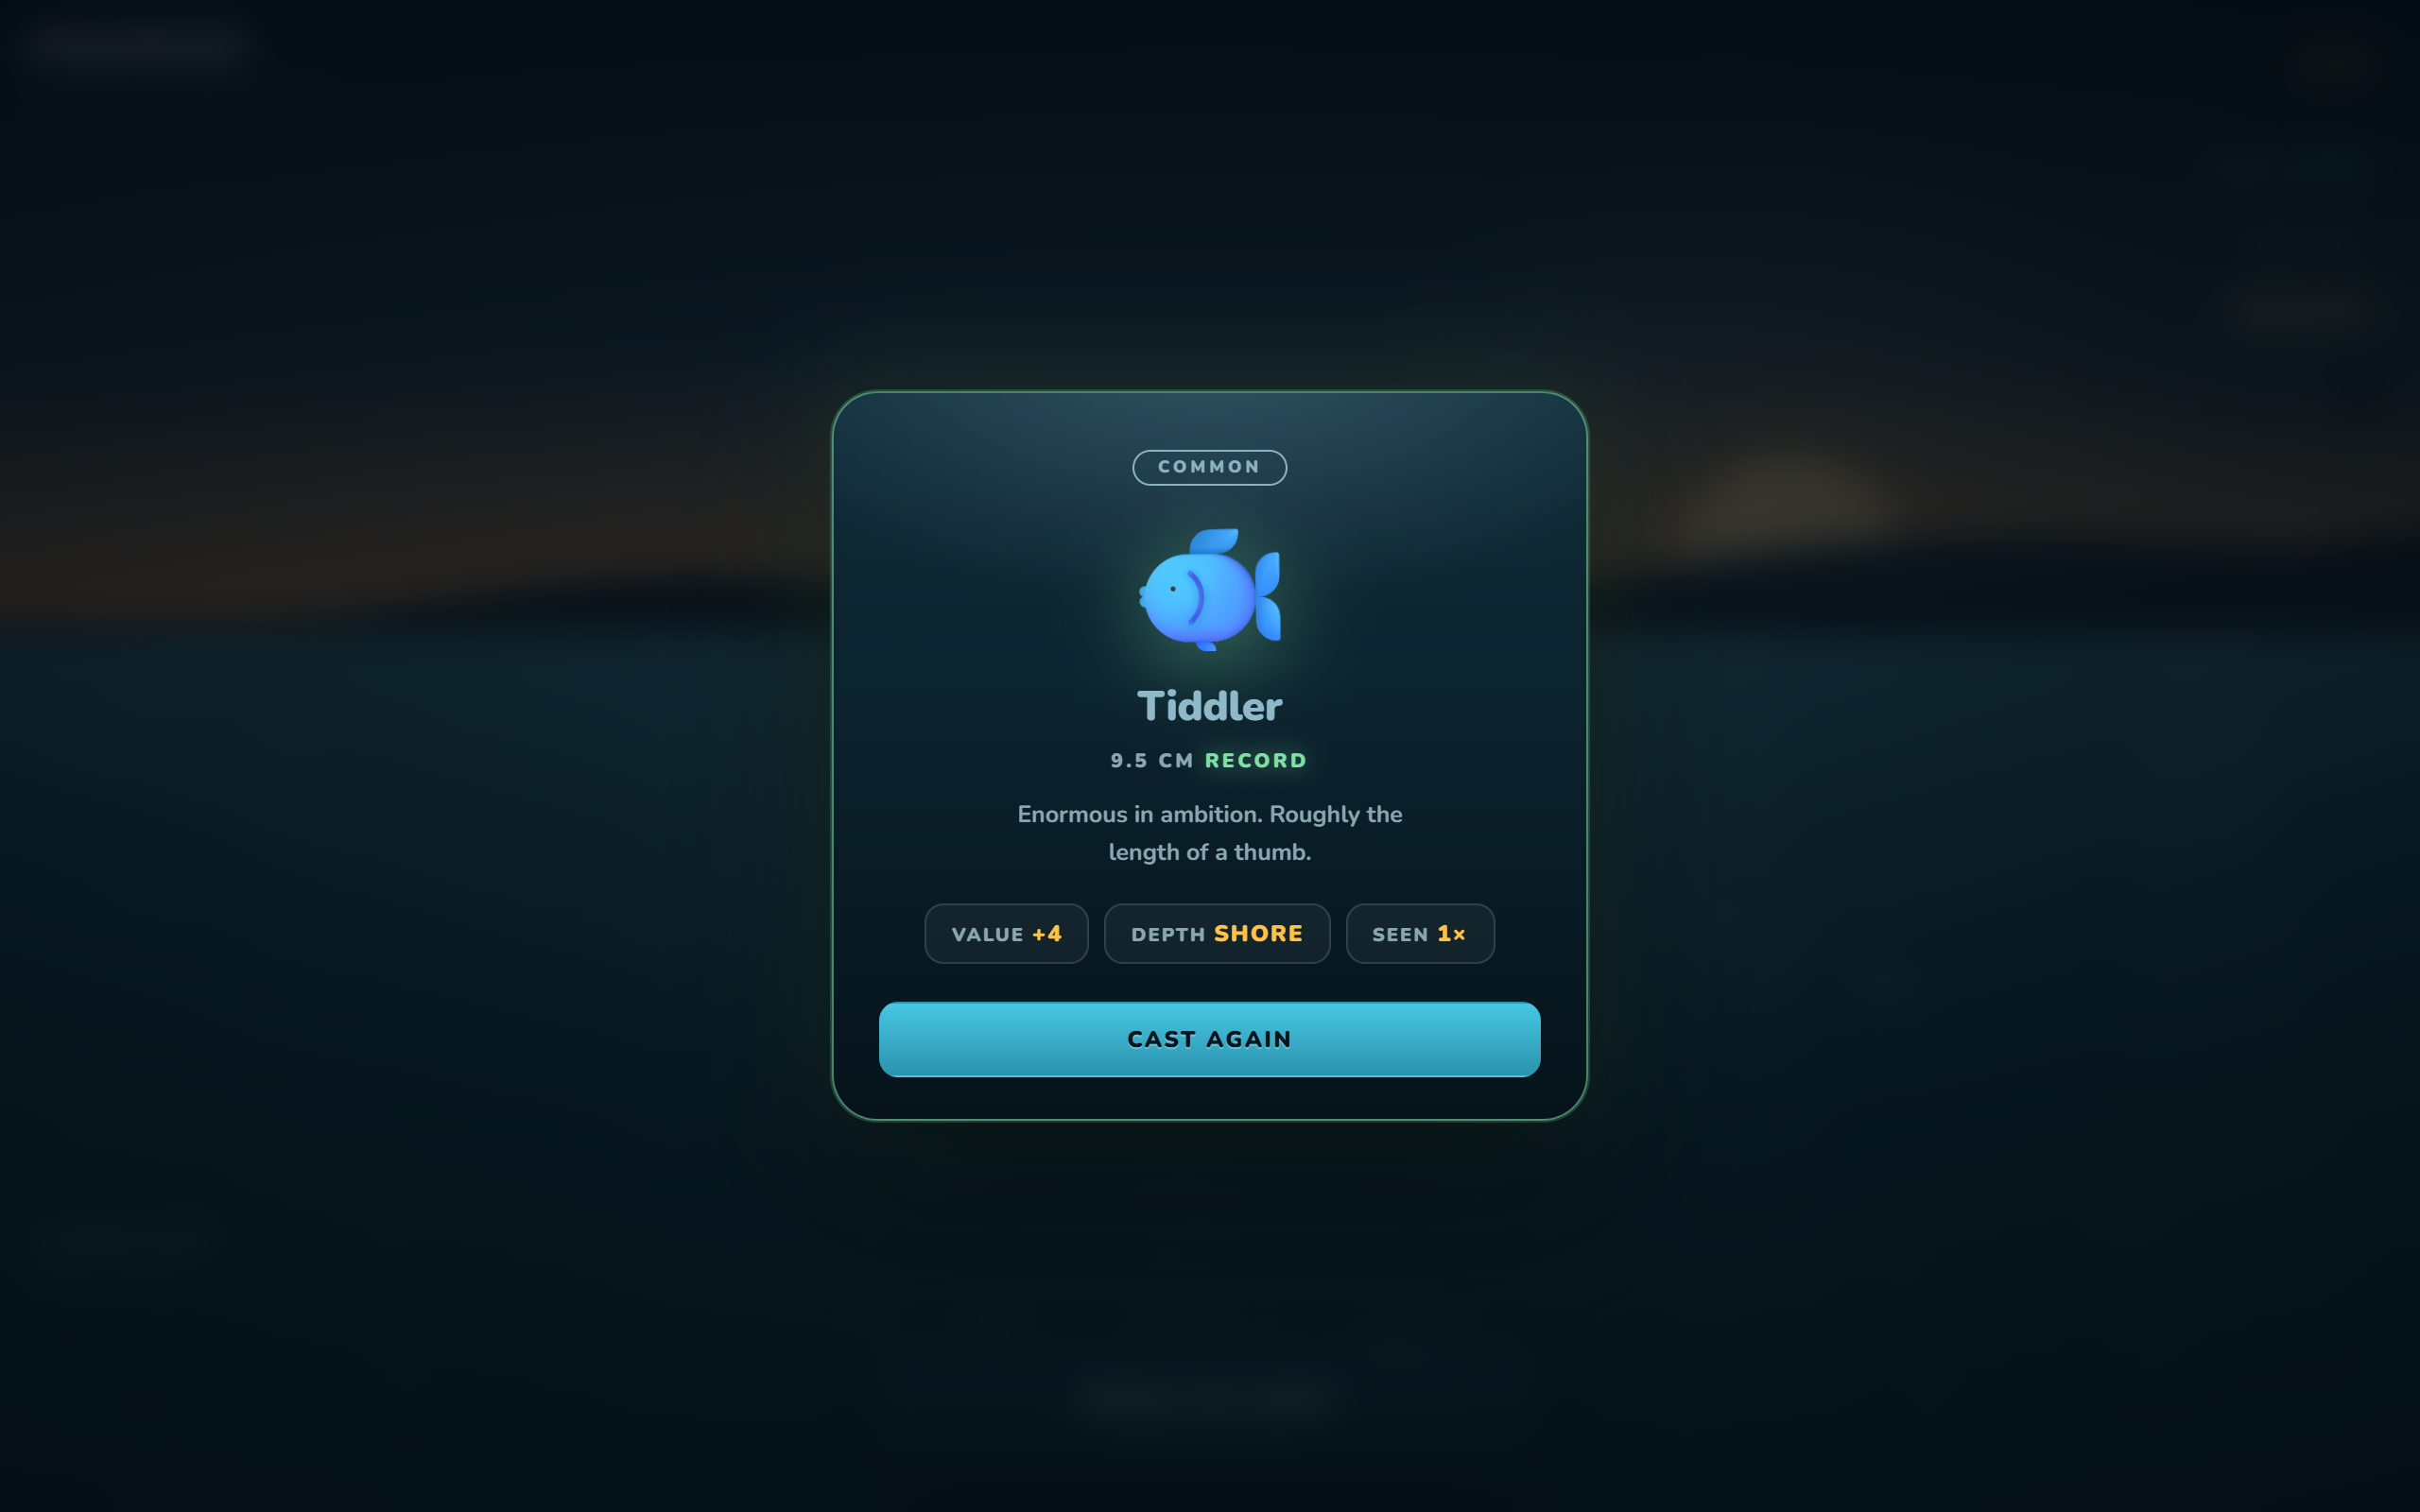 COMMON
Tiddler
9.5 CM RECORD
Enormous in ambition. Roughly the
length of a thumb.
VALUE +4 DEPTH SHORE SEEN 1×
CAST AGAIN